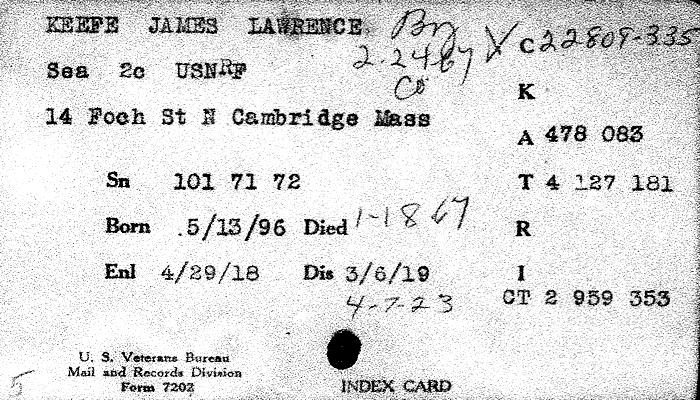 KEEFE JAMES LAWRENCE. Bry
2-24-67 ✓ C 22809-335
Sea 2c USNRF
Co
K
14 Foch St N Cambridge Mass
A 478 083
Sn 101 71 72 T 4 127 181
Born .5/13/96 Died 1-18 67 R
Enl 4/29/18 Dis 3/6/19 I
4-7-23 CT 2 959 353
U. S. Veterans Bureau
Mail and Records Division
Form 7202 INDEX CARD
5